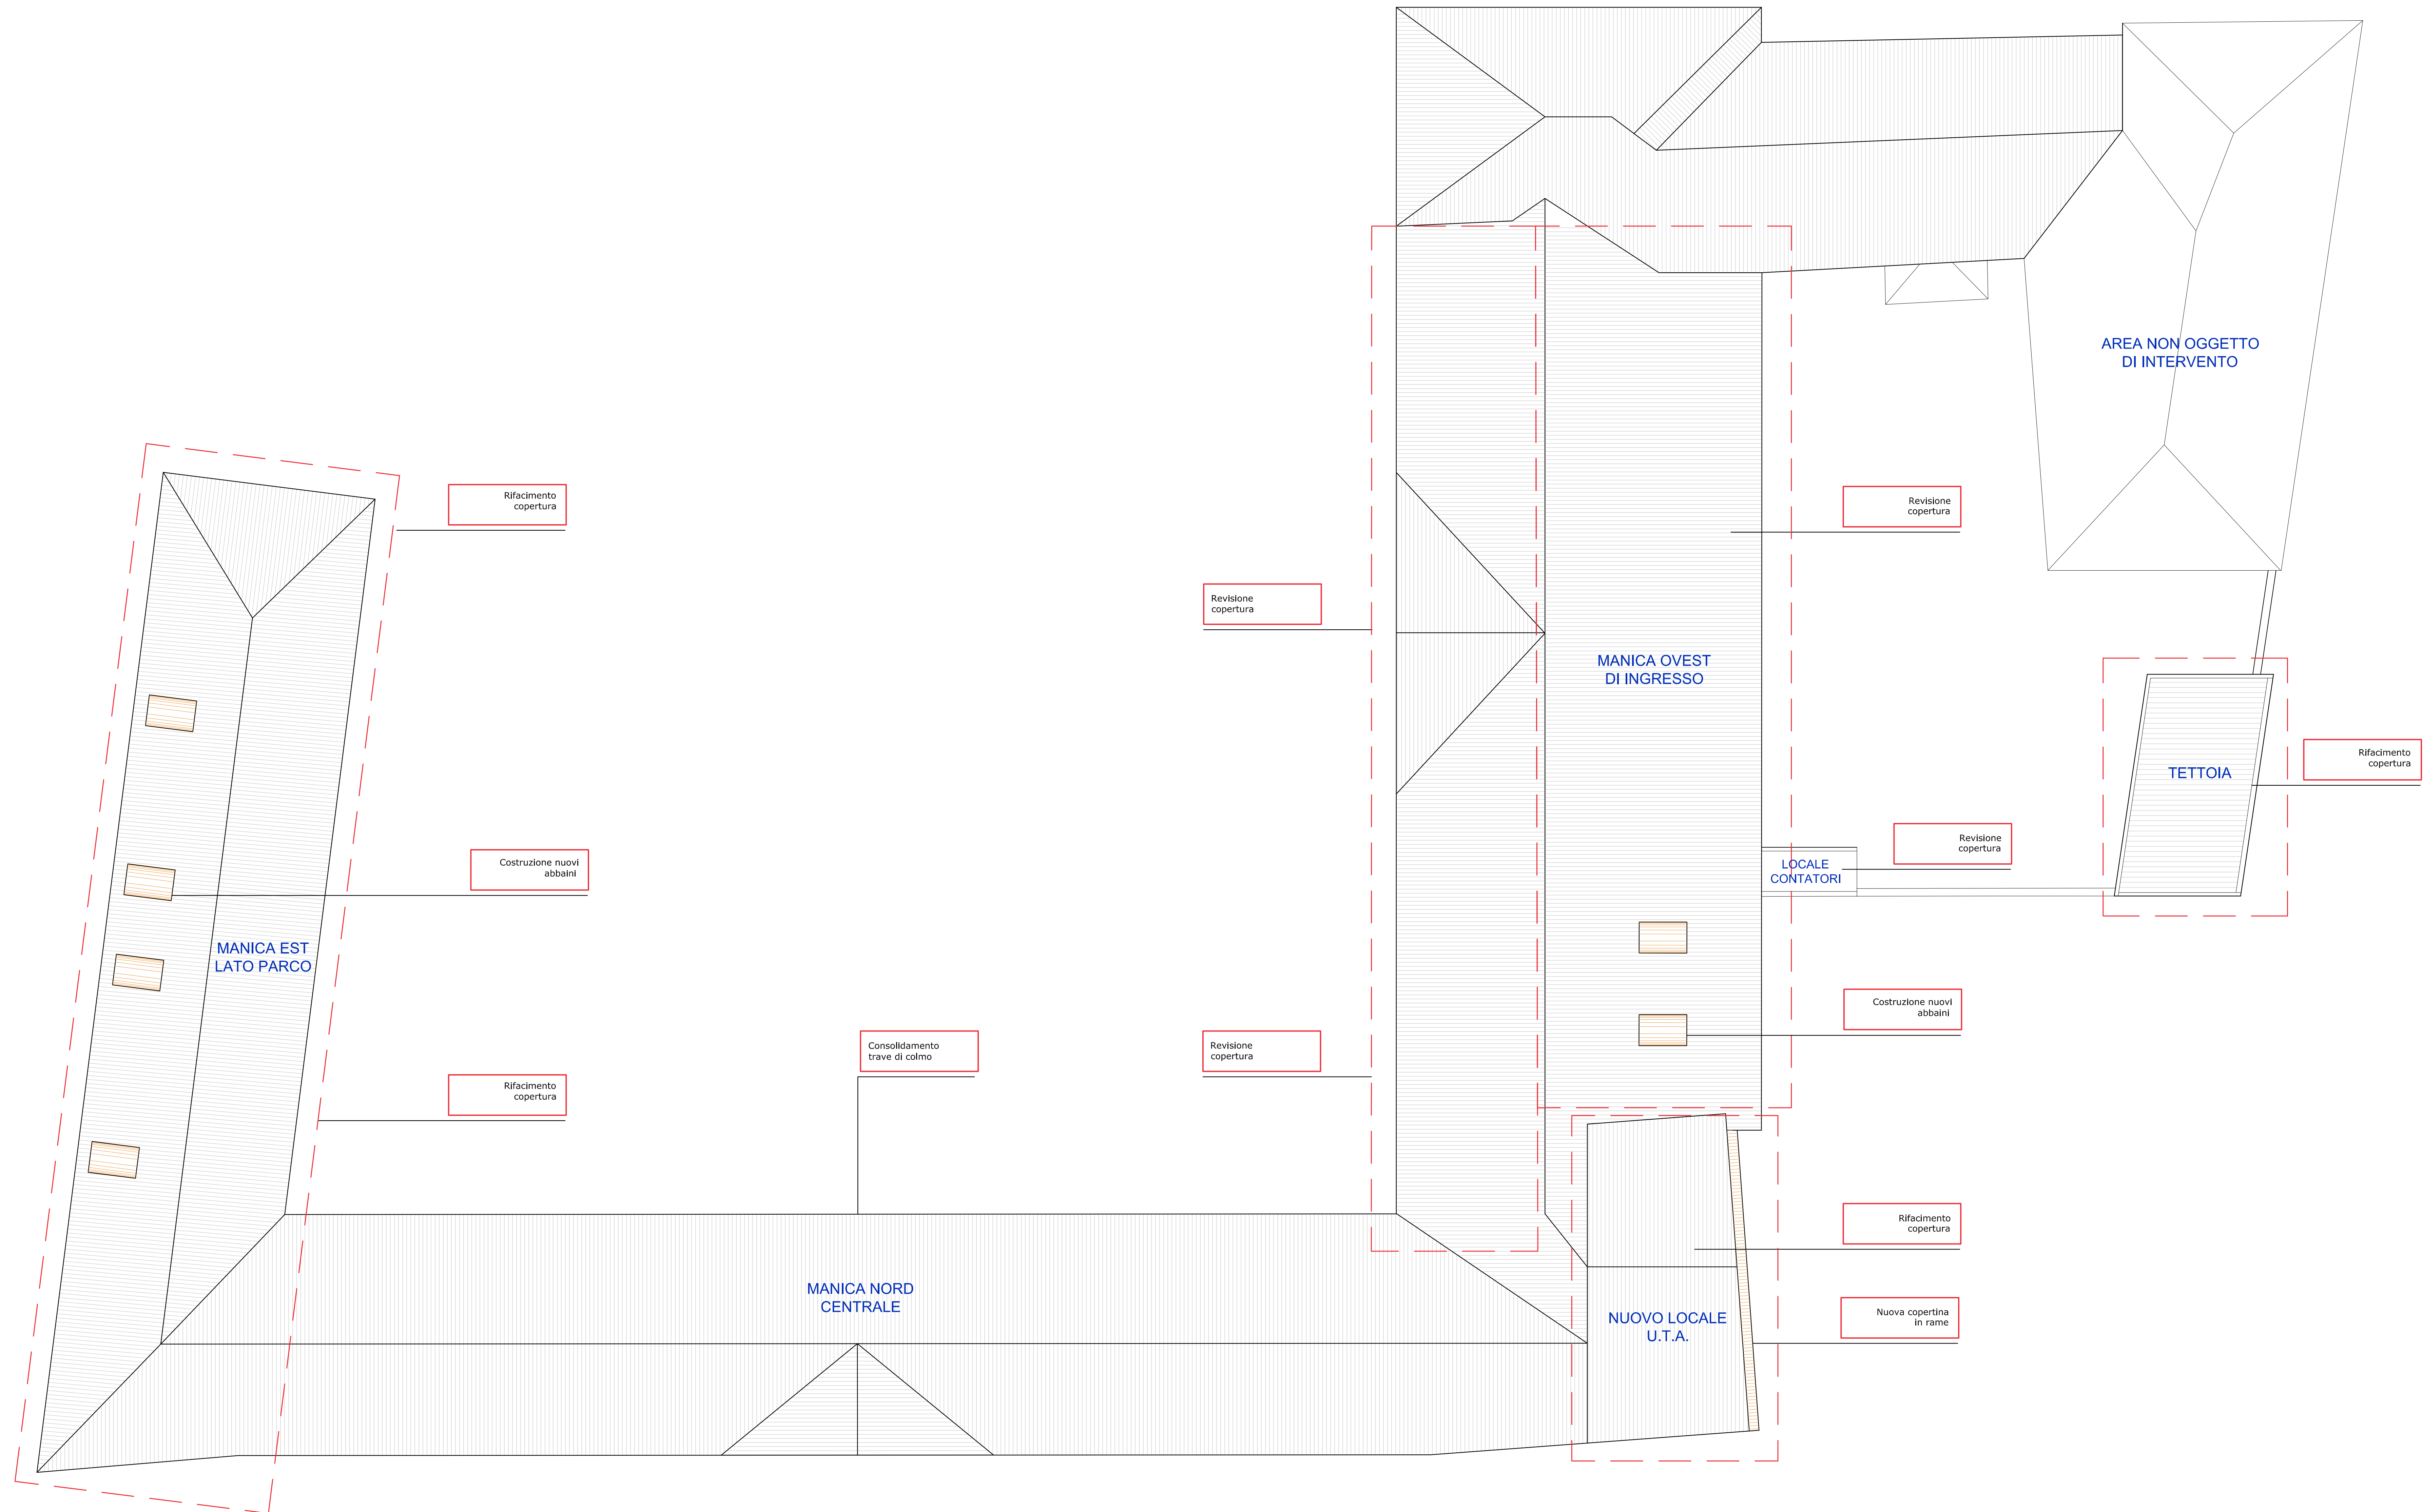 AREA NON OGGETTO
DI INTERVENTO
Rifacimento
copertura
Revisione
copertura
Revisione
copertura
MANICA OVEST
DI INGRESSO
TETTOIA
Rifacimento
copertura
Costruzione nuovi
abbaini
LOCALE
CONTATORI
Revisione
copertura
MANICA EST
LATO PARCO
Costruzione nuovi
abbaini
Consolidamento
trave di colmo
Revisione
copertura
Rifacimento
copertura
Rifacimento
copertura
MANICA NORD
CENTRALE
NUOVO LOCALE
U.T.A.
Nuova copertina
in rame